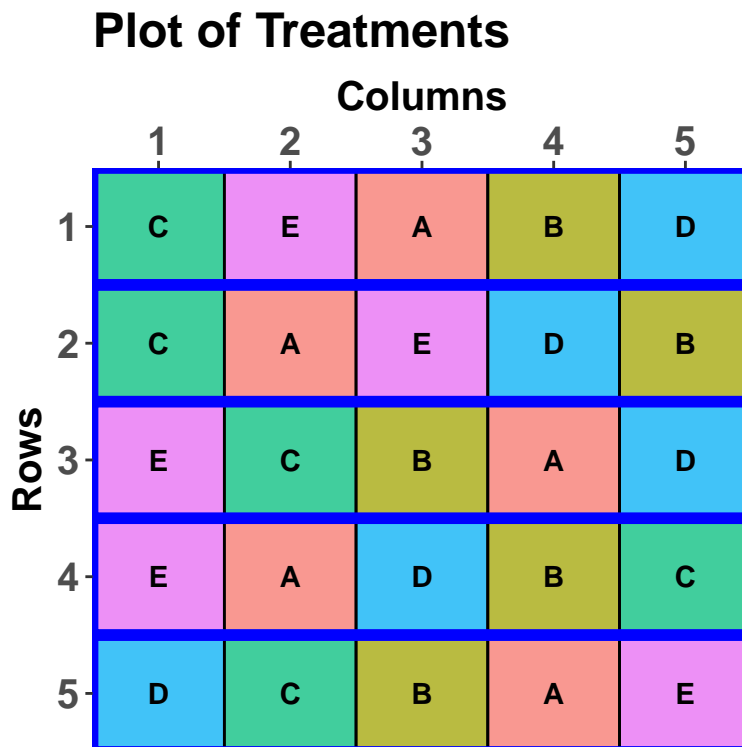 Plot of Treatments
Columns
1 2 3 4 5
Rows
1 C E A B D
2 C A E D B
3 E C B A D
4 E A D B C
5 D C B A E